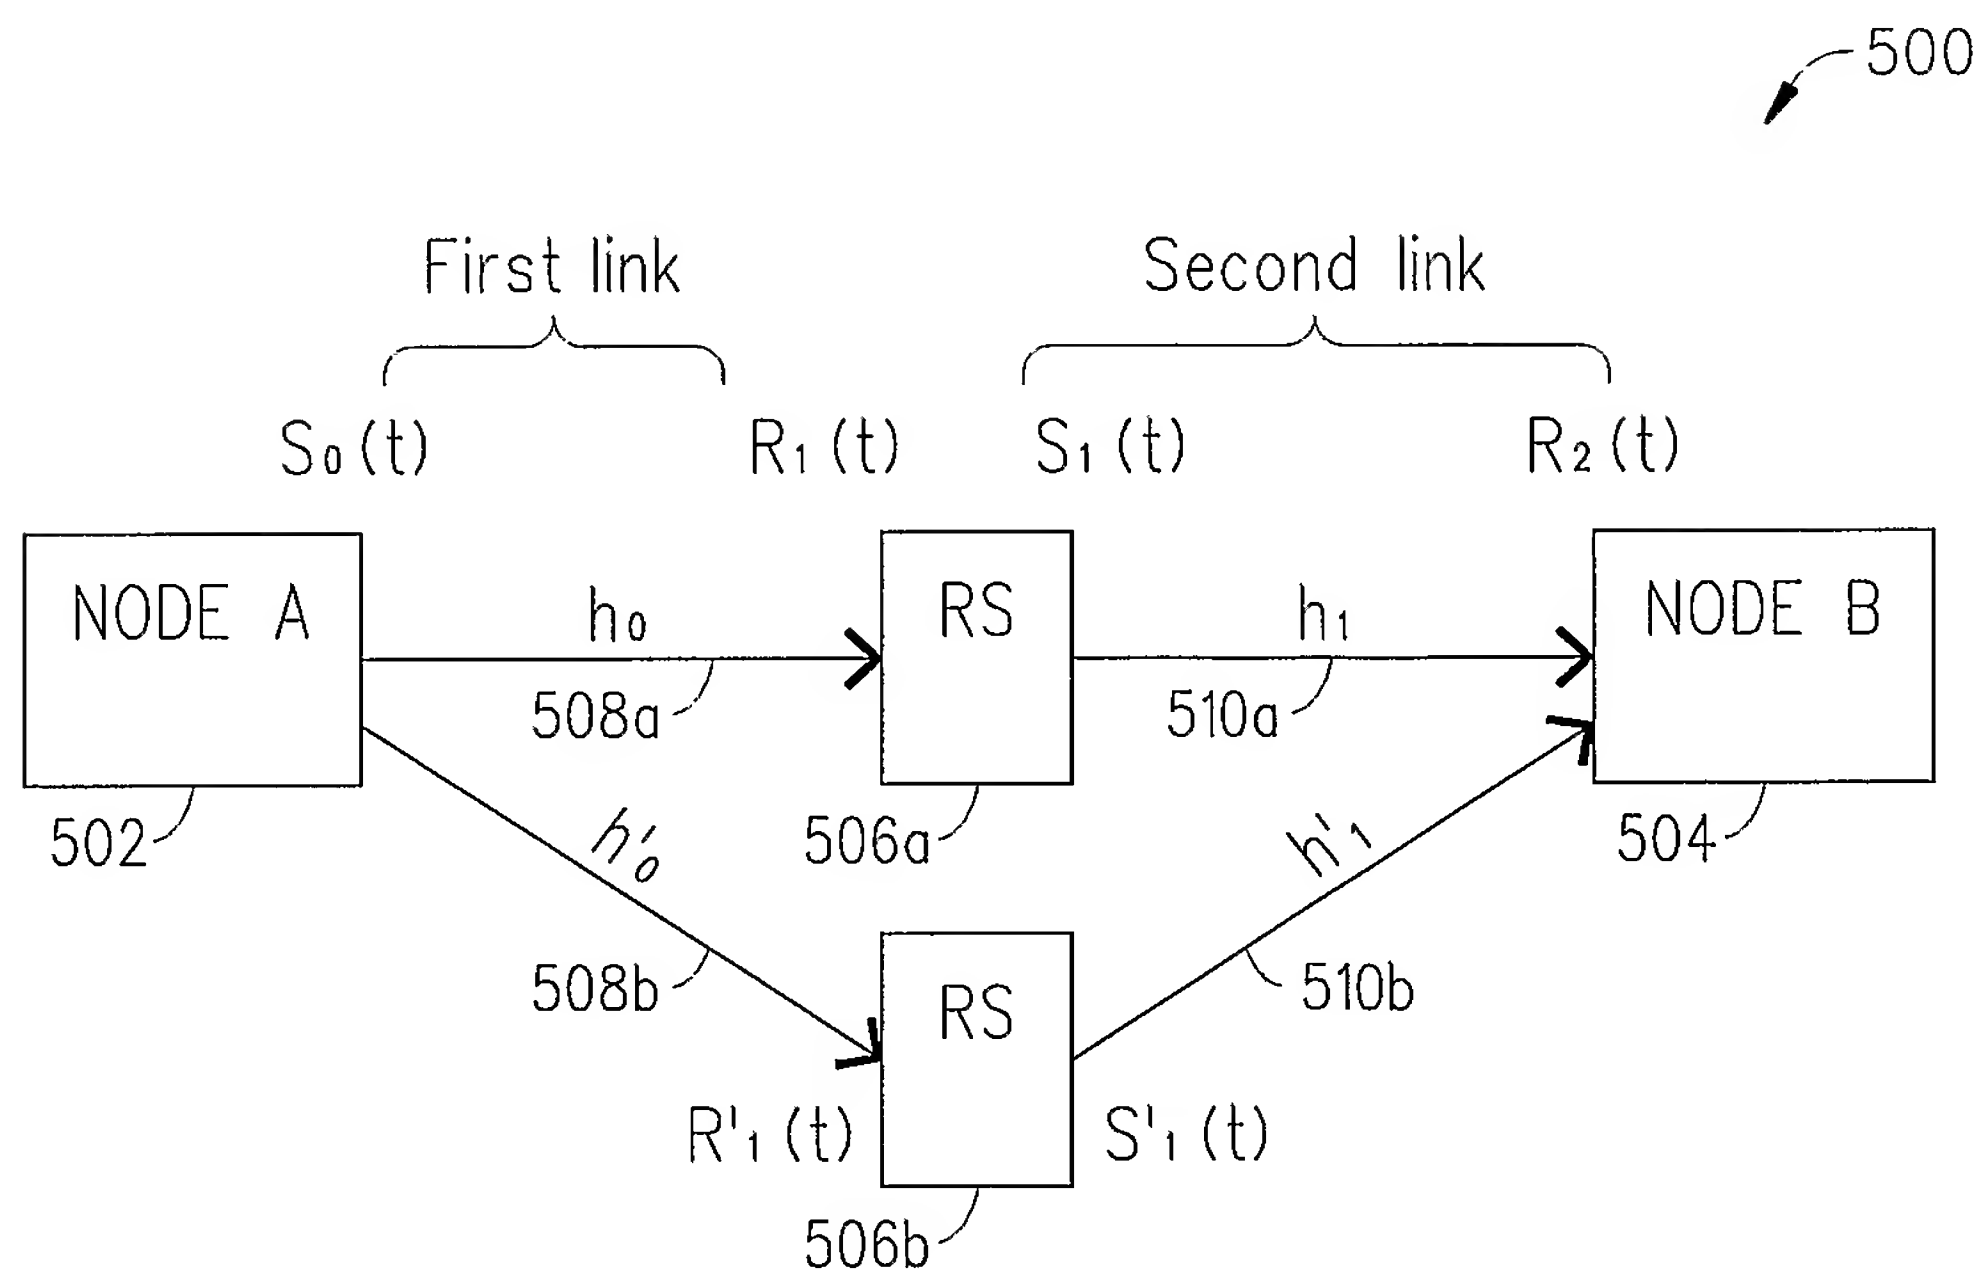 500
First link
Second link
S₀(t)
R₁(t)
S₁(t)
R₂(t)
NODE A
h₀
RS
h₁
NODE B
508a
510a
502
h'₀
506a
h'₁
504
508b
RS
510b
R'₁(t)
S'₁(t)
506b